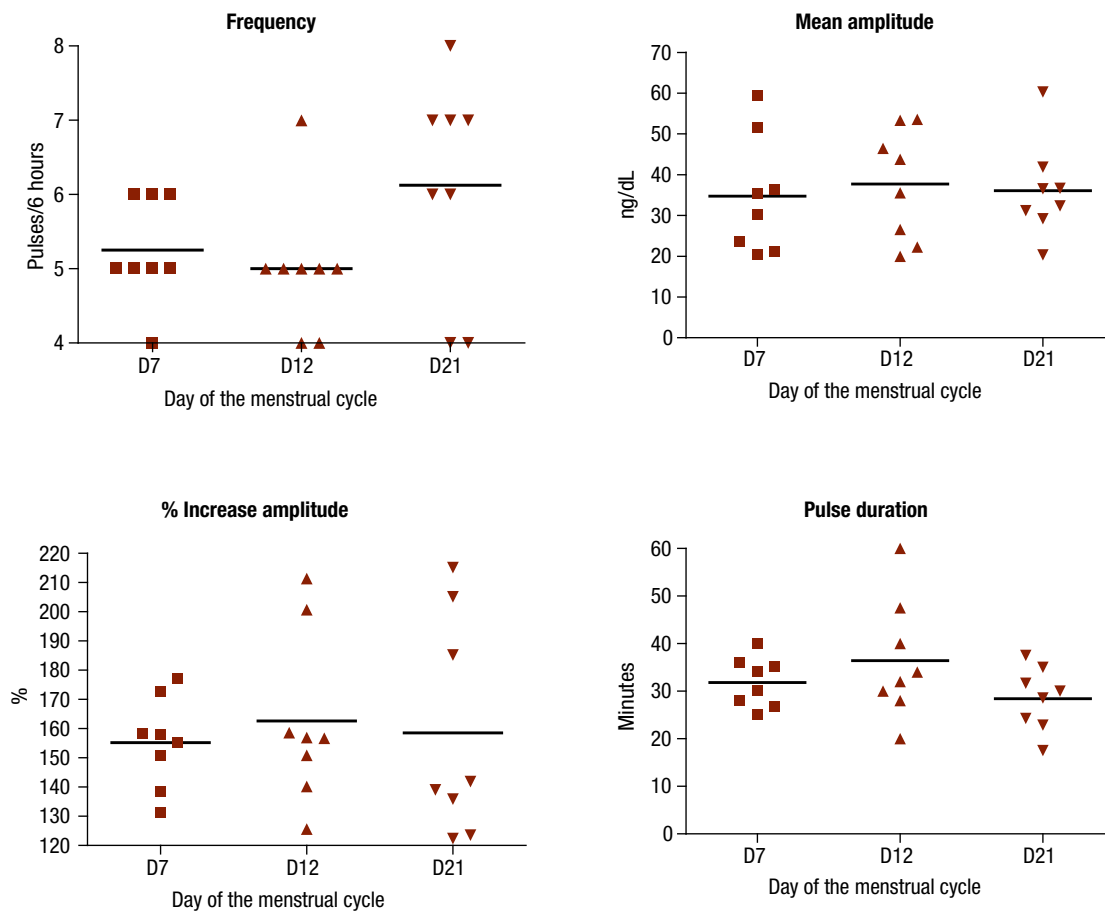 Frequency
8
7
6
5
4
Pulses/6 hours
D7 D12 D21
Day of the menstrual cycle
Mean amplitude
70
60
50
40
30
20
10
0
ng/dL
D7 D12 D21
Day of the menstrual cycle
% Increase amplitude
220
210
200
190
180
170
160
150
140
130
120
%
D7 D12 D21
Day of the menstrual cycle
Pulse duration
60
50
40
30
20
10
0
Minutes
D7 D12 D21
Day of the menstrual cycle